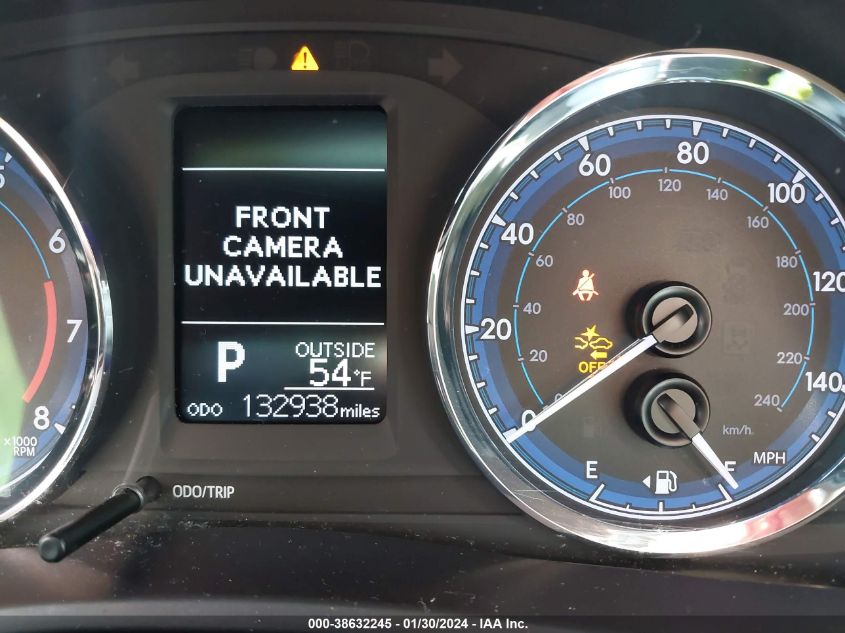 FRONT
CAMERA
UNAVAILABLE
P
OUTSIDE
54°F
ODO 132938 miles
ODO/TRIP
5
6
7
8
x1000
RPM
0
20
40
60
80
100
120
140
MPH
0
20
40
60
80
100
120
140
160
180
200
220
240
km/h.
OFF
E
F
000-38632245 - 01/30/2024 - IAA Inc.